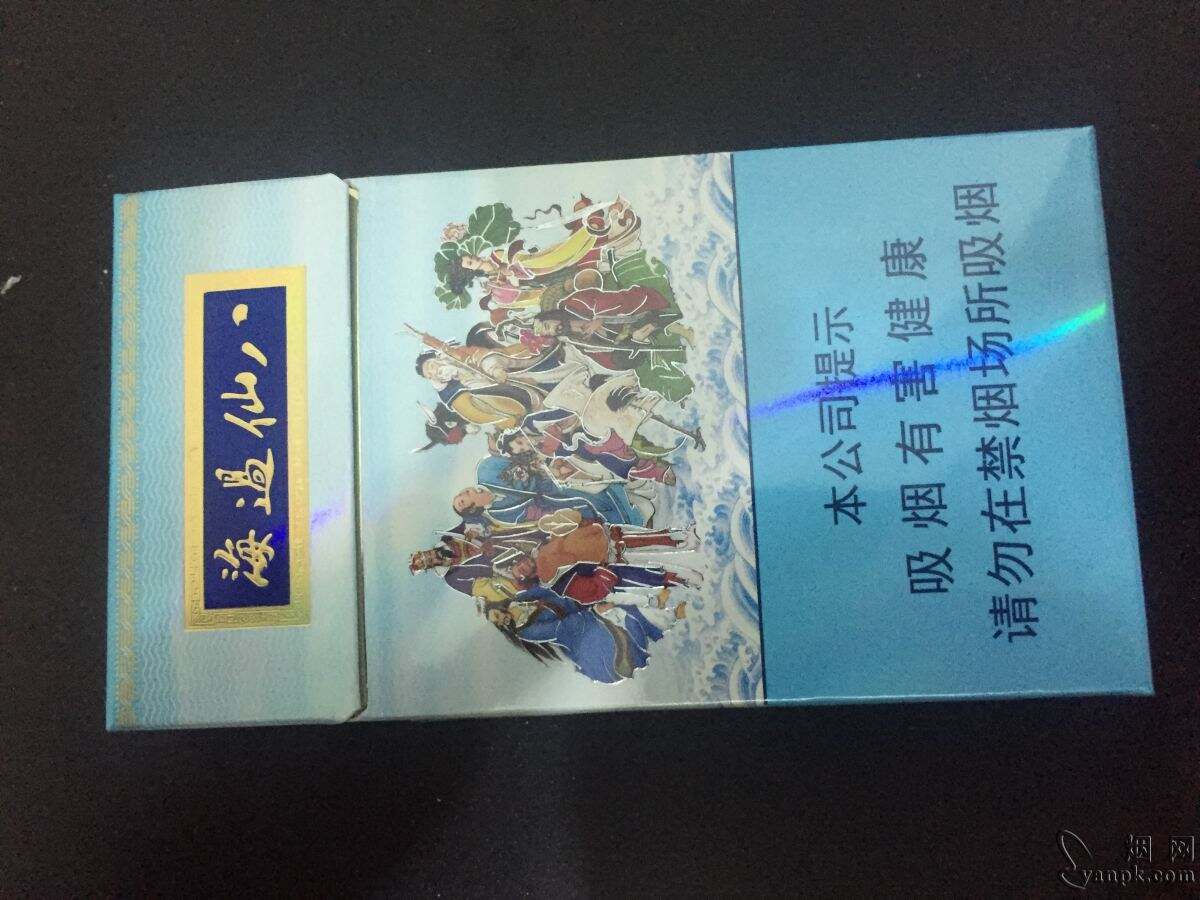 八仙過海
本公司提示
吸烟有害健康
请勿在禁烟场所吸烟
烟网
yanpk.com